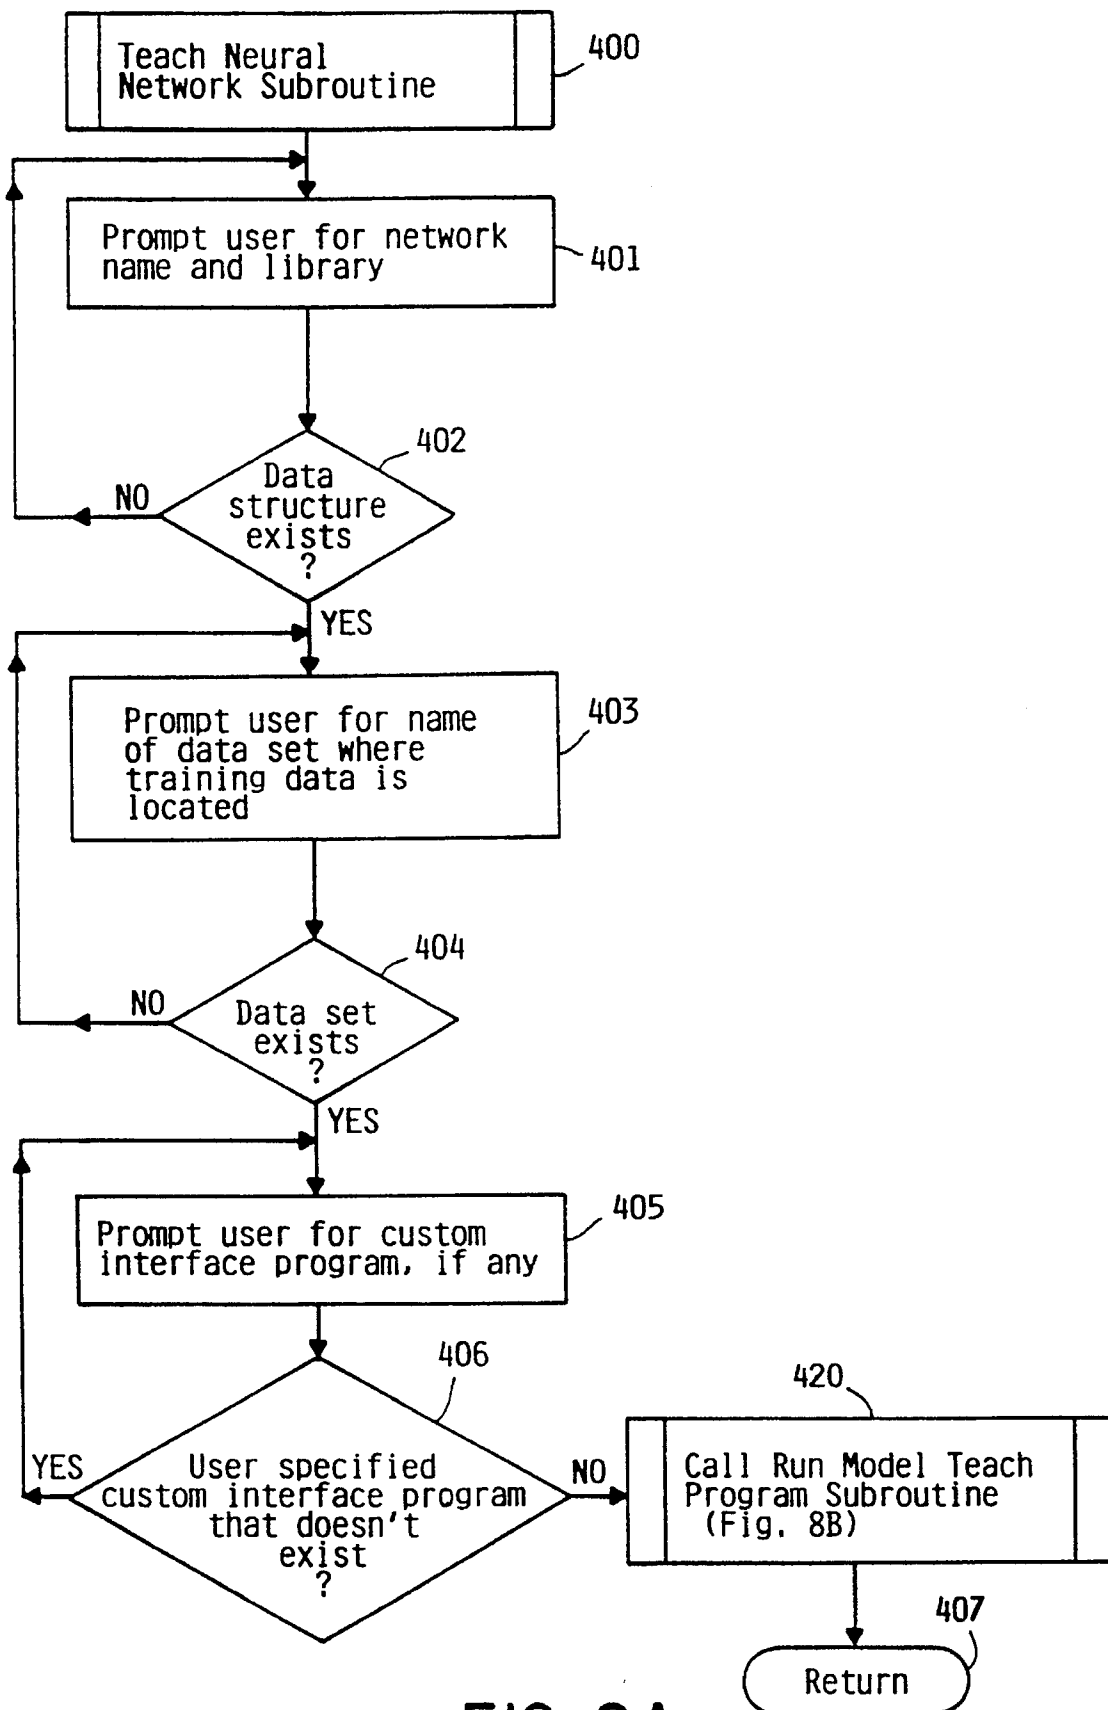 Teach Neural
Network Subroutine
400
Prompt user for network
name and library
401
402
Data
structure
exists
?
NO
YES
Prompt user for name
of data set where
training data is
located
403
404
Data set
exists
?
NO
YES
Prompt user for custom
interface program, if any
405
406
User specified
custom interface program
that doesn't
exist
?
YES
NO
420
Call Run Model Teach
Program Subroutine
(Fig. 8B)
407
Return